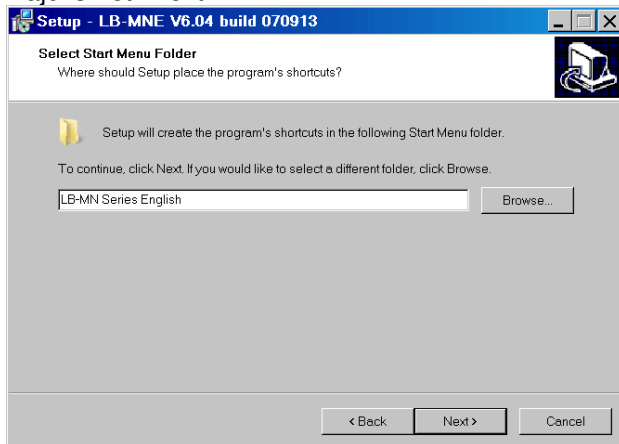 Setup - LB-MNE V6.04 build 070913
Select Start Menu Folder
Where should Setup place the program's shortcuts?
Setup will create the program's shortcuts in the following Start Menu folder.
To continue, click Next. If you would like to select a different folder, click Browse.
LB-MN Series English
Browse...
< Back
Next >
Cancel